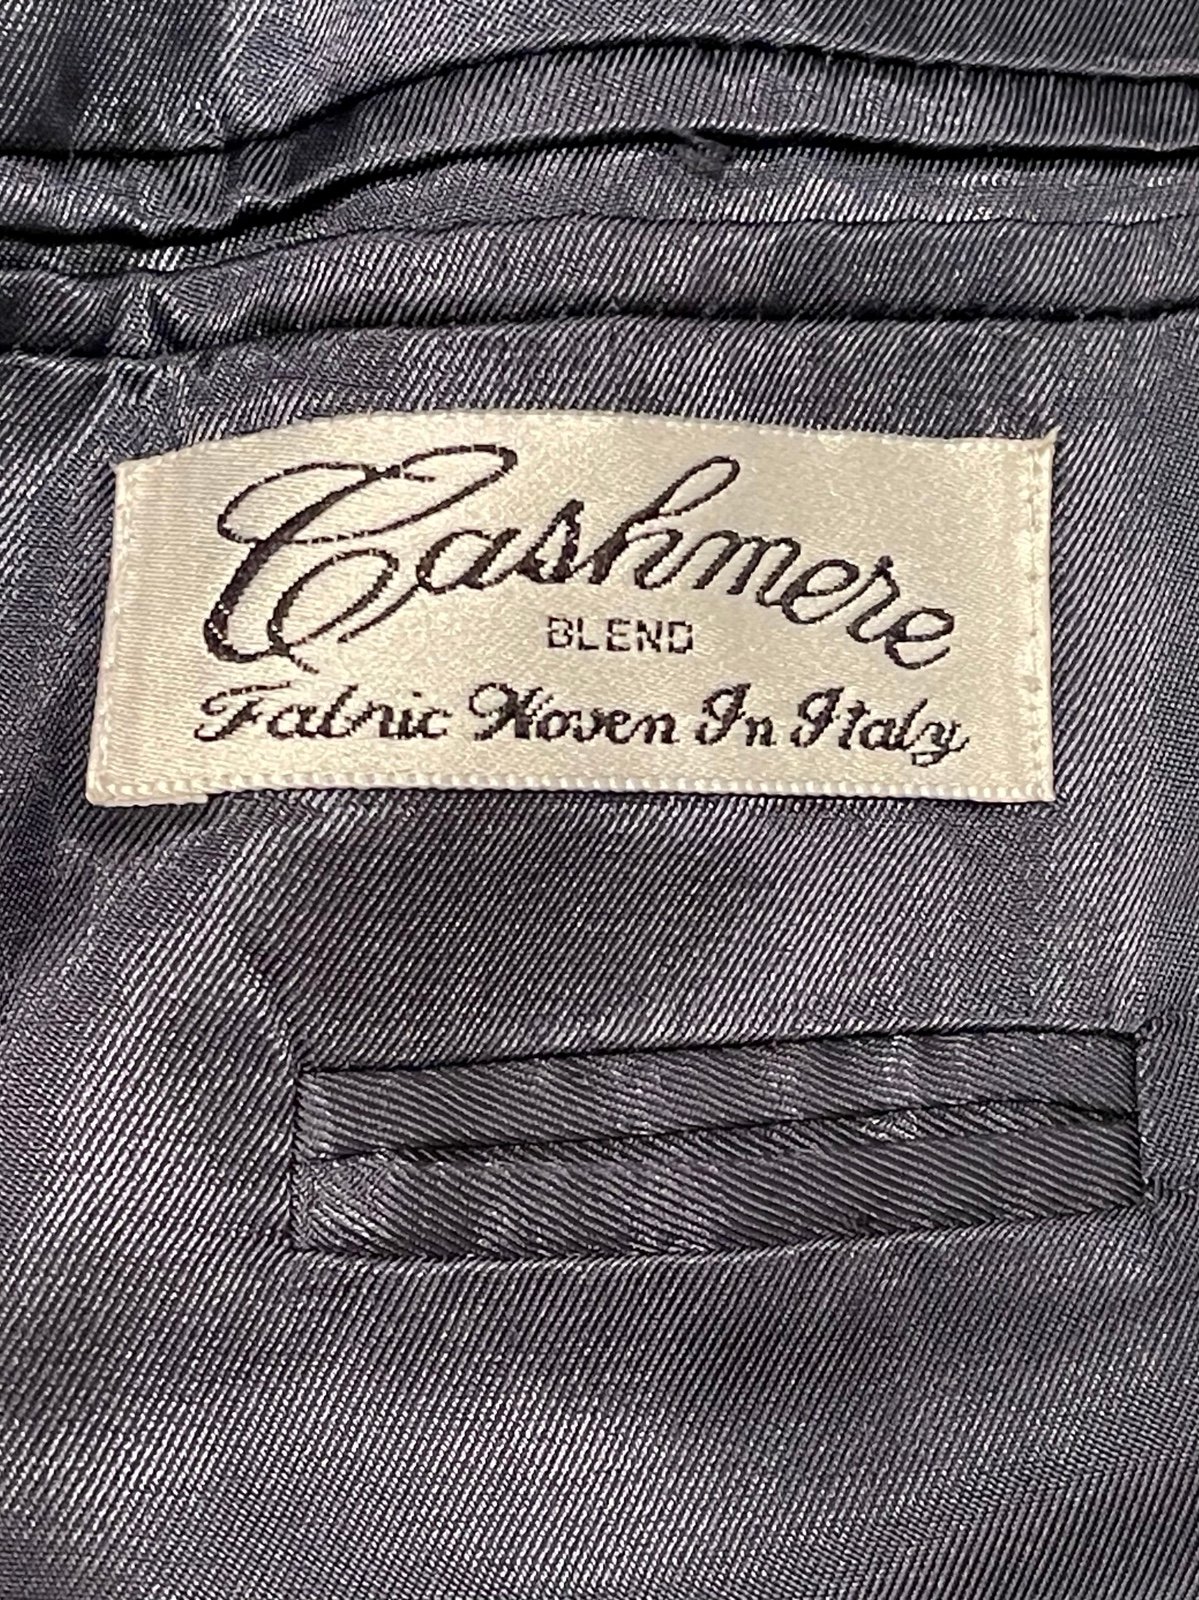 Cashmere
BLEND
Fabric Woven In Italy